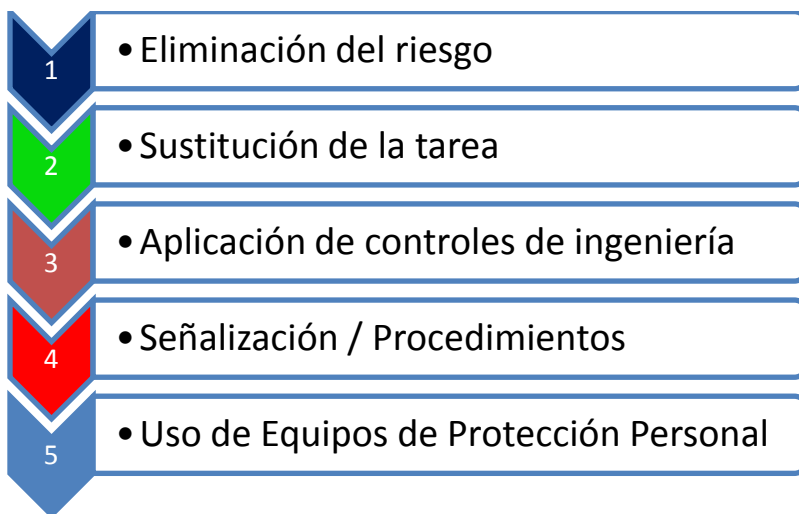 1 • Eliminación del riesgo
2 • Sustitución de la tarea
3 • Aplicación de controles de ingeniería
4 • Señalización / Procedimientos
5 • Uso de Equipos de Protección Personal